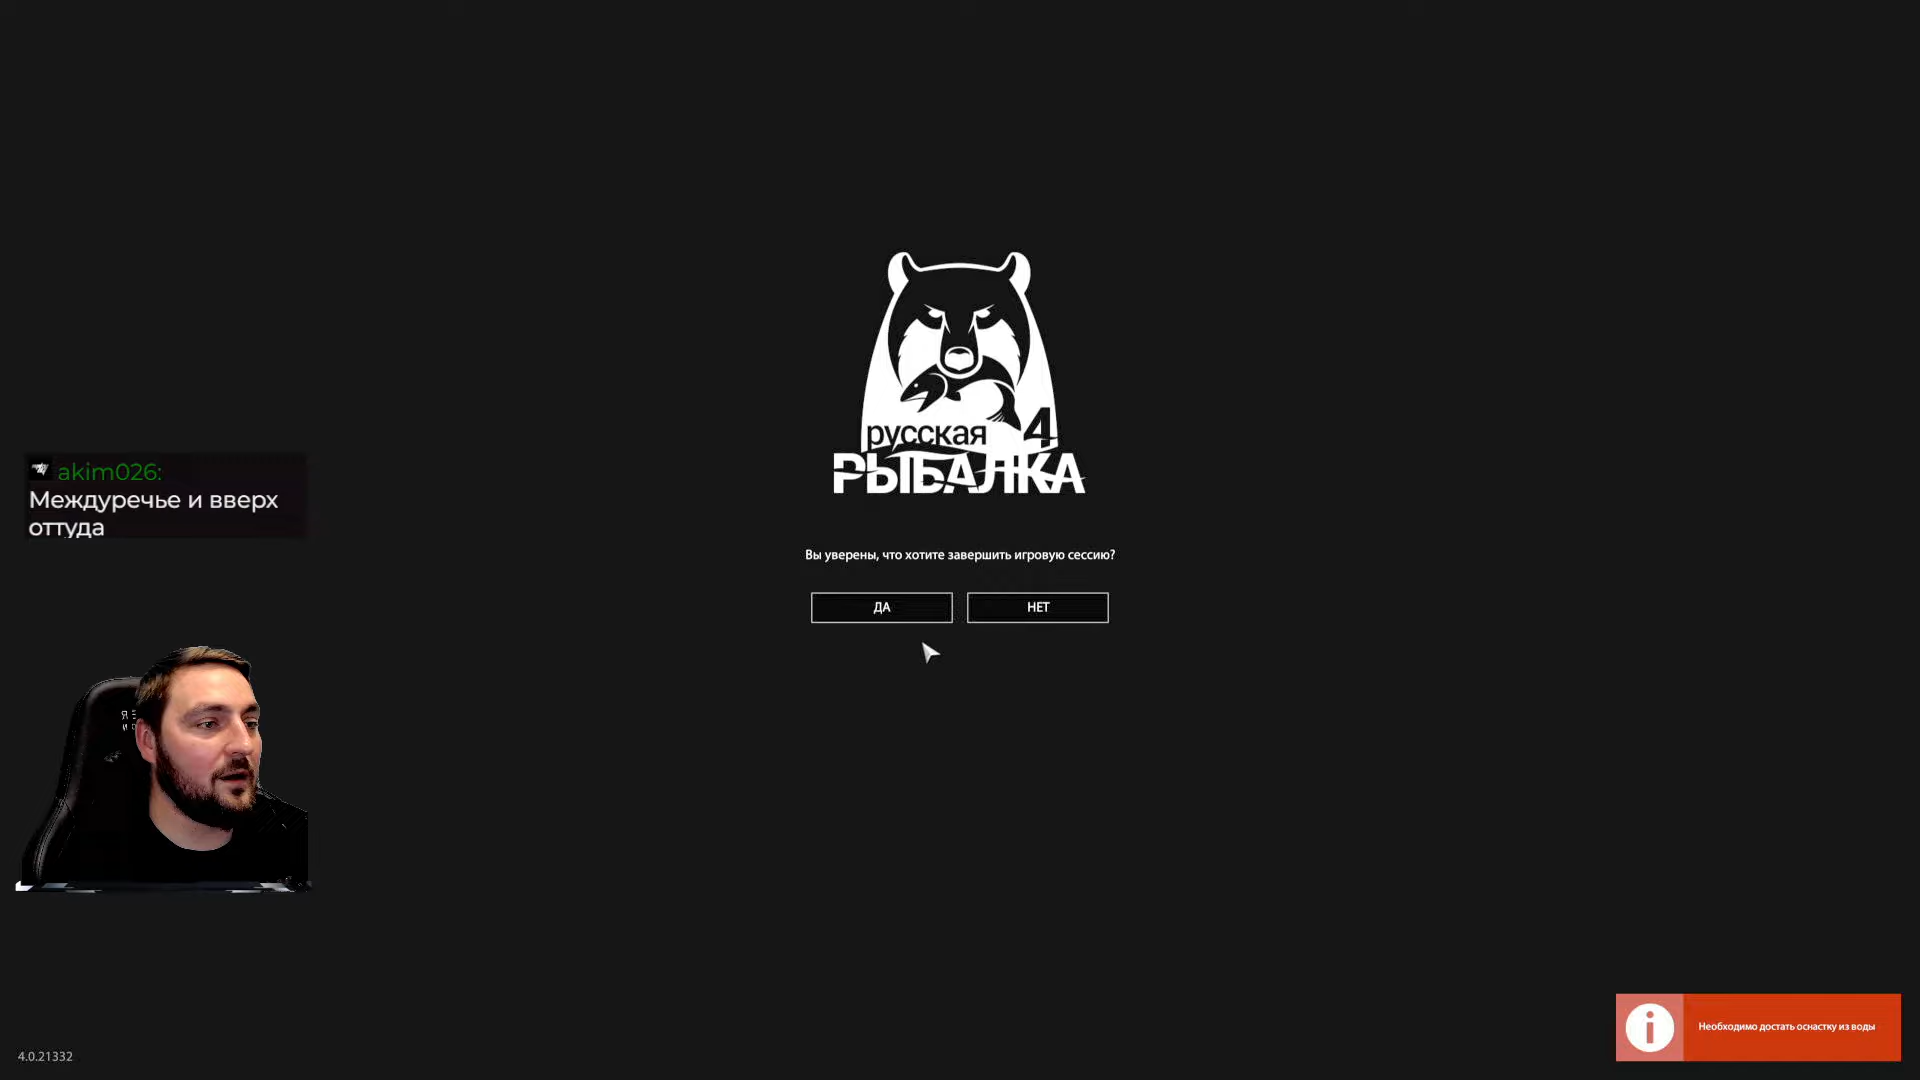 русская 4
РЫБАЛКА
akim026:
Междуречье и вверх
оттуда
Вы уверены, что хотите завершить игровую сессию?
ДА
НЕТ
Необходимо достать оснастку из воды
4.0.21332